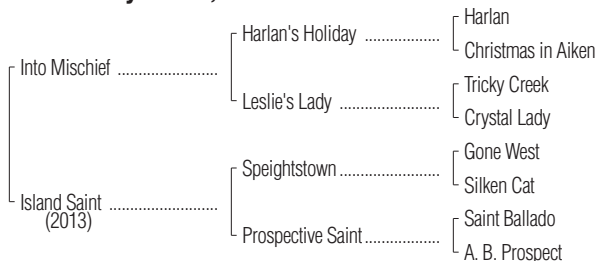 Harlan
Harlan's Holiday ..................
Christmas in Aiken
Into Mischief ........................
Tricky Creek
Leslie's Lady ........................
Crystal Lady
Gone West
Speightstown ........................
Silken Cat
Island Saint ..........................
(2013)
Saint Ballado
Prospective Saint..................
A. B. Prospect